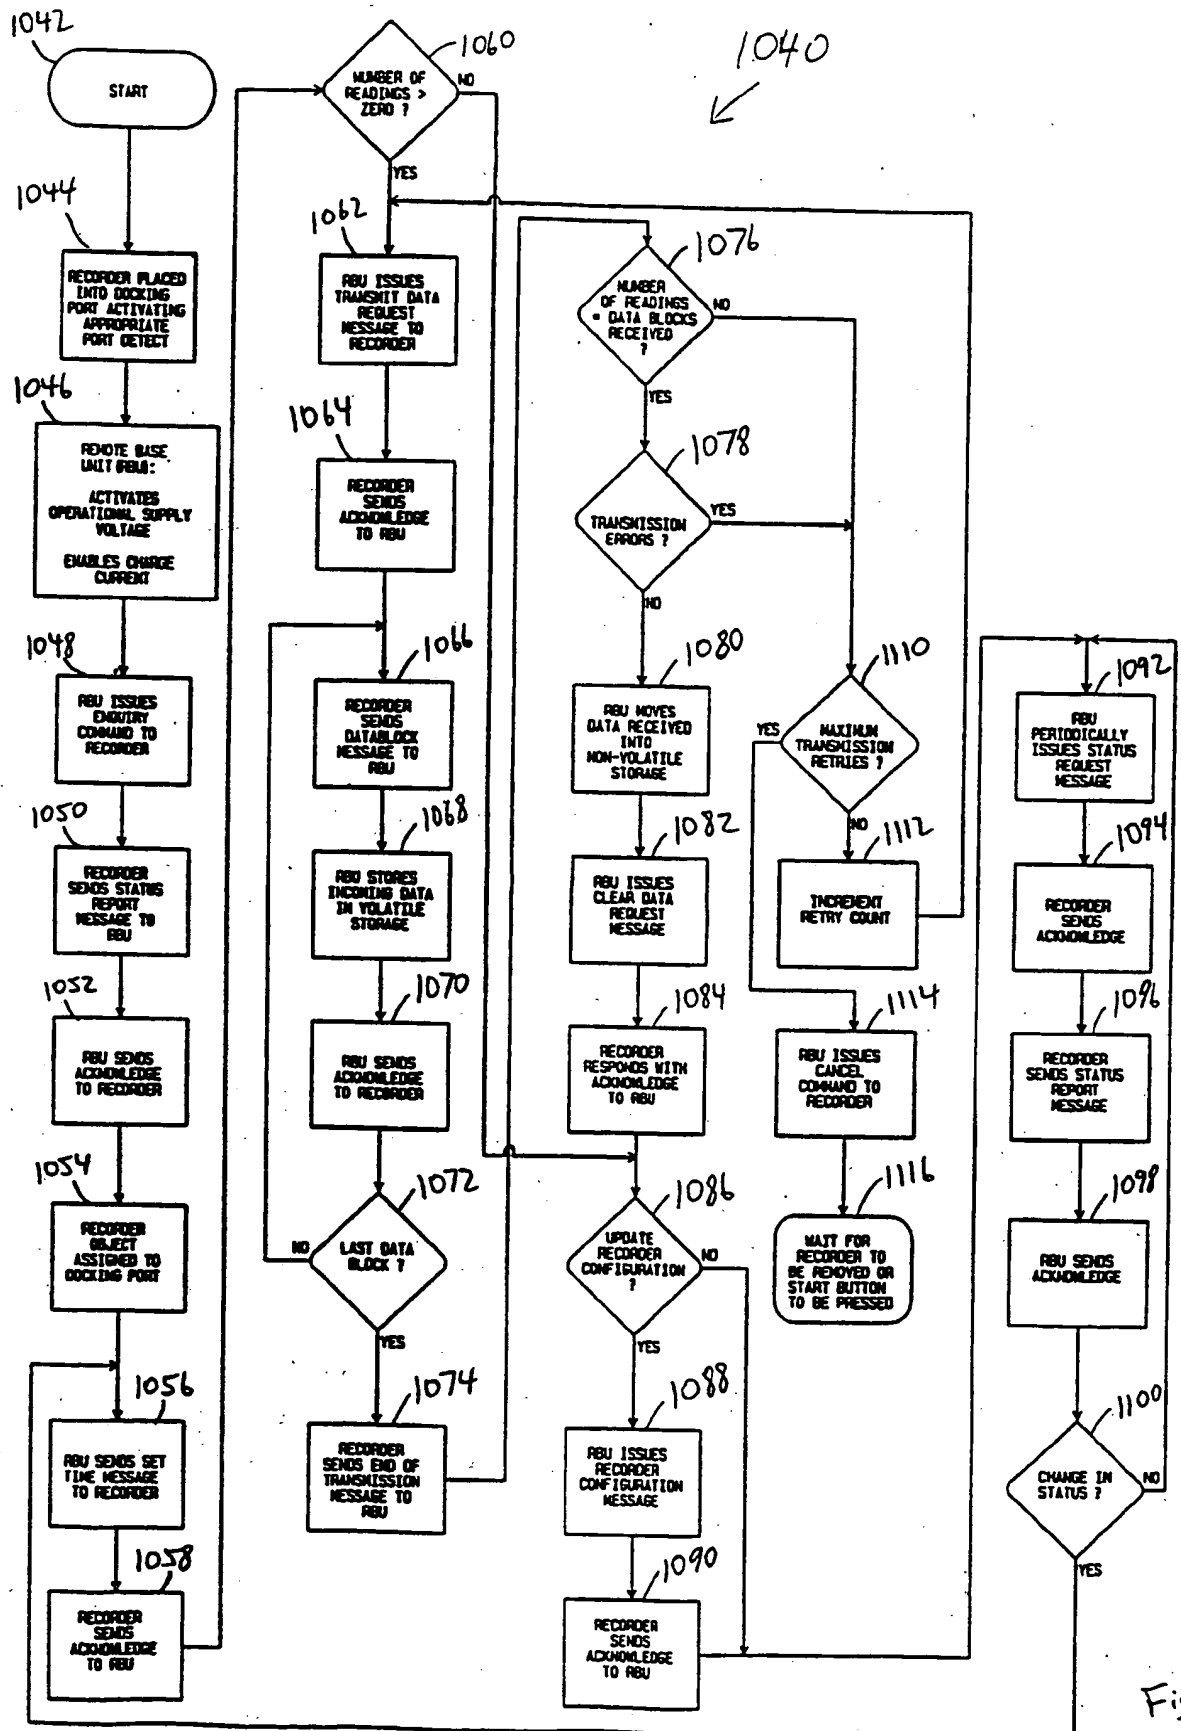 1042
START
1044
RECORDER PLACED
INTO DOCKING
PORT ACTIVATING
APPROPRIATE
PORT DETECT
1046
REMOTE BASE
UNIT (RBU):
ACTIVATES
OPERATIONAL SUPPLY
VOLTAGE
ENABLES CHARGE
CURRENT
1048
RBU ISSUES
ENQUIRY
COMMAND TO
RECORDER
1050
RECORDER
SENDS STATUS
REPORT
MESSAGE TO
RBU
1052
RBU SENDS
ACKNOWLEDGE
TO RECORDER
1054
RECORDER
OBJECT
ASSIGNED TO
DOCKING PORT
1056
RBU SENDS SET
TIME MESSAGE
TO RECORDER
1058
RECORDER
SENDS
ACKNOWLEDGE
TO RBU
1060
NUMBER OF
READINGS >
ZERO ?
NO
YES
1062
RBU ISSUES
TRANSMIT DATA
REQUEST
MESSAGE TO
RECORDER
1064
RECORDER
SENDS
ACKNOWLEDGE
TO RBU
1066
RECORDER
SENDS
DATABLOCK
MESSAGE TO
RBU
1068
RBU STORES
INCOMING DATA
IN VOLATILE
STORAGE
1070
RBU SENDS
ACKNOWLEDGE
TO RECORDER
1072
LAST DATA
BLOCK ?
NO
YES
1074
RECORDER
SENDS END OF
TRANSMISSION
MESSAGE TO
RBU
1040
1076
NUMBER
OF READINGS
= DATA BLOCKS
RECEIVED
?
NO
YES
1078
TRANSMISSION
ERRORS ?
YES
NO
1080
RBU MOVES
DATA RECEIVED
INTO
NON-VOLATILE
STORAGE
1082
RBU ISSUES
CLEAR DATA
REQUEST
MESSAGE
1084
RECORDER
RESPONDS WITH
ACKNOWLEDGE
TO RBU
1086
UPDATE
RECORDER
CONFIGURATION
?
NO
YES
1088
RBU ISSUES
RECORDER
CONFIGURATION
MESSAGE
1090
RECORDER
SENDS
ACKNOWLEDGE
TO RBU
1110
MAXIMUM
TRANSMISSION
RETRIES ?
YES
NO
1112
INCREMENT
RETRY COUNT
1114
RBU ISSUES
CANCEL
COMMAND TO
RECORDER
1116
WAIT FOR
RECORDER TO
BE REMOVED OR
START BUTTON
TO BE PRESSED
1092
RBU
PERIODICALLY
ISSUES STATUS
REQUEST
MESSAGE
1094
RECORDER
SENDS
ACKNOWLEDGE
1096
RECORDER
SENDS STATUS
REPORT
MESSAGE
1098
RBU SENDS
ACKNOWLEDGE
1100
CHANGE IN
STATUS ?
NO
YES